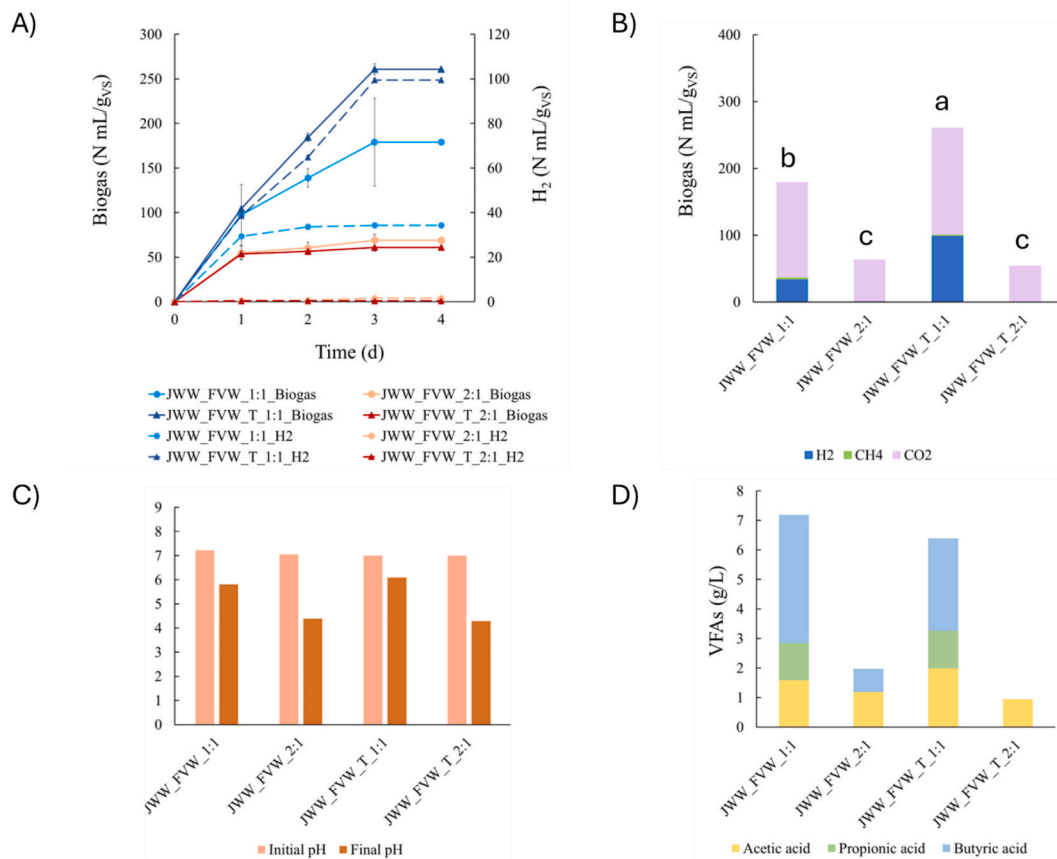 A)
Biogas (N mL/gVS)
300
250
200
150
100
50
0
120
100
80
60
40
20
0
H2 (N mL/gVS)
0 1 2 3 4
Time (d)
JWW_FVW_1:1_Biogas JWW_FVW_2:1_Biogas
JWW_FVW_T_1:1_Biogas JWW_FVW_T_2:1_Biogas
JWW_FVW_1:1_H2 JWW_FVW_2:1_H2
JWW_FVW_T_1:1_H2 JWW_FVW_T_2:1_H2
B)
Biogas (N mL/gVS)
400
300
200
100
0
b c a c
JWW_FVW_1:1
JWW_FVW_2:1
JWW_FVW_T_1:1
JWW_FVW_T_2:1
H2 CH4 CO2
C)
9
8
7
6
5
4
3
2
1
0
JWW_FVW_1:1
JWW_FVW_2:1
JWW_FVW_T_1:1
JWW_FVW_T_2:1
Initial pH Final pH
D)
VFAs (g/L)
8
7
6
5
4
3
2
1
0
JWW_FVW_1:1
JWW_FVW_2:1
JWW_FVW_T_1:1
JWW_FVW_T_2:1
Acetic acid Propionic acid Butyric acid